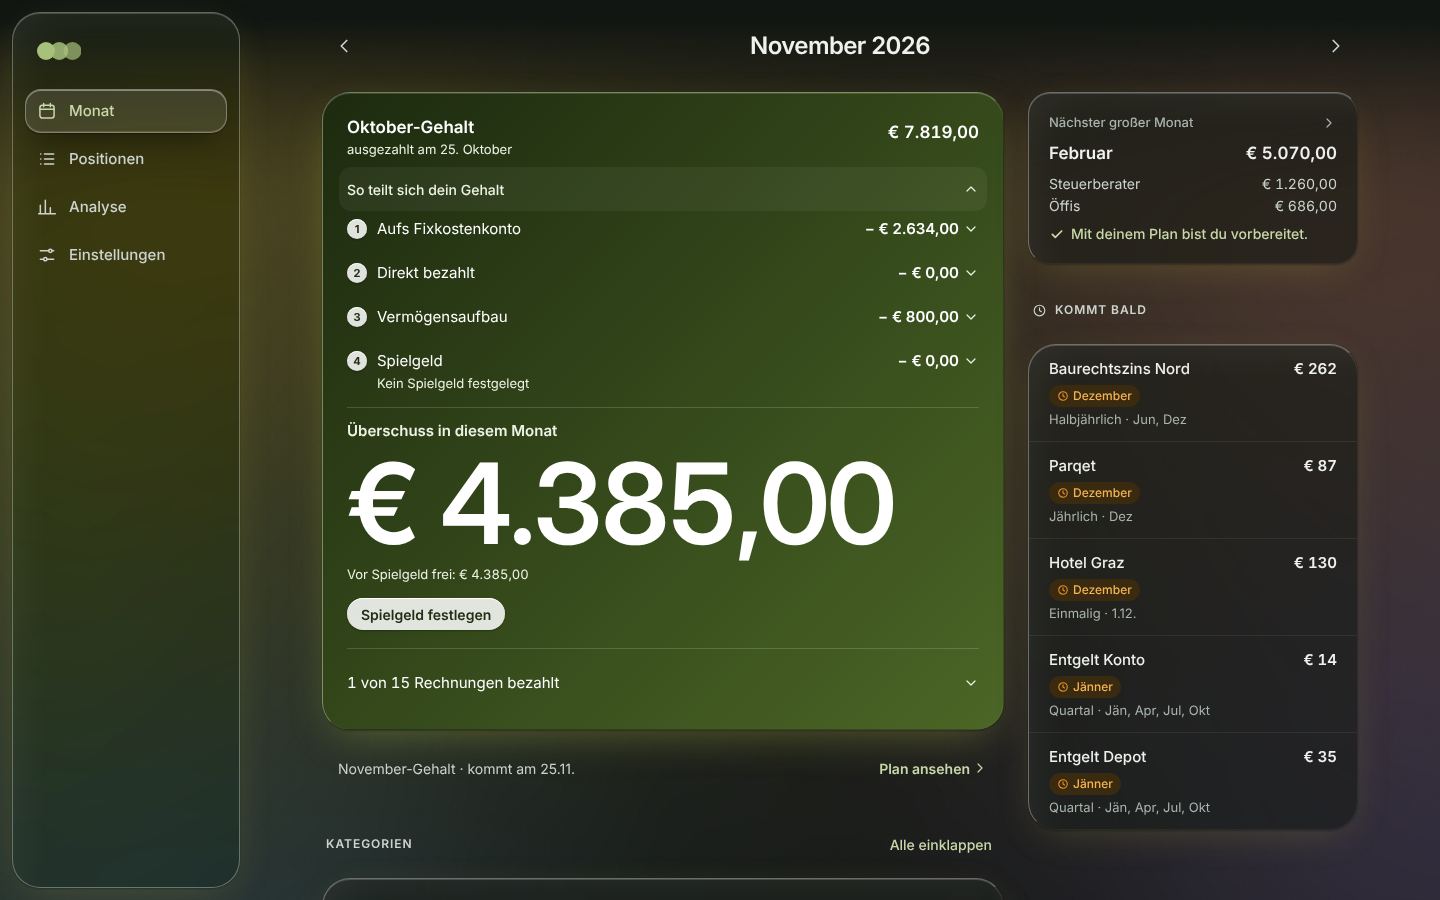 Monat
Positionen
Analyse
Einstellungen
November 2026
Oktober-Gehalt
€ 7.819,00
ausgezahlt am 25. Oktober
So teilt sich dein Gehalt
1 Aufs Fixkostenkonto – € 2.634,00
2 Direkt bezahlt – € 0,00
3 Vermögensaufbau – € 800,00
4 Spielgeld – € 0,00
Kein Spielgeld festgelegt
Überschuss in diesem Monat
€ 4.385,00
Vor Spielgeld frei: € 4.385,00
Spielgeld festlegen
1 von 15 Rechnungen bezahlt
November-Gehalt · kommt am 25.11.
Plan ansehen
KATEGORIEN
Alle einklappen
Nächster großer Monat
Februar € 5.070,00
Steuerberater € 1.260,00
Öffis € 686,00
Mit deinem Plan bist du vorbereitet.
KOMMT BALD
Baurechtszins Nord € 262
Dezember
Halbjährlich · Jun, Dez
Parqet € 87
Dezember
Jährlich · Dez
Hotel Graz € 130
Dezember
Einmalig · 1.12.
Entgelt Konto € 14
Jänner
Quartal · Jän, Apr, Jul, Okt
Entgelt Depot € 35
Jänner
Quartal · Jän, Apr, Jul, Okt